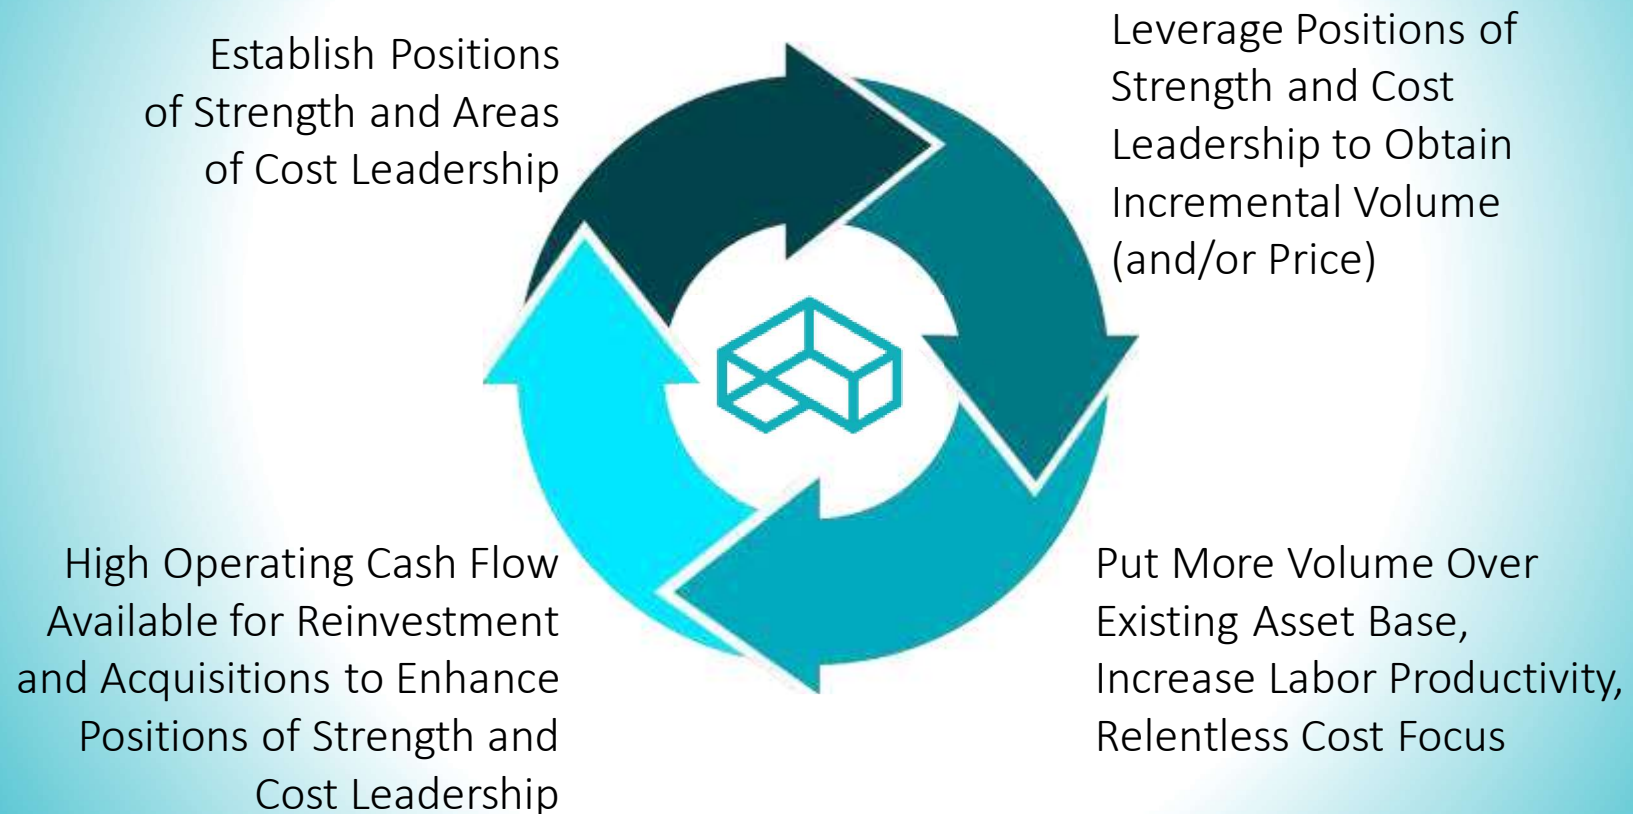 Establish Positions
of Strength and Areas
of Cost Leadership
Leverage Positions of
Strength and Cost
Leadership to Obtain
Incremental Volume
(and/or Price)
Put More Volume Over
Existing Asset Base,
Increase Labor Productivity,
Relentless Cost Focus
High Operating Cash Flow
Available for Reinvestment
and Acquisitions to Enhance
Positions of Strength and
Cost Leadership